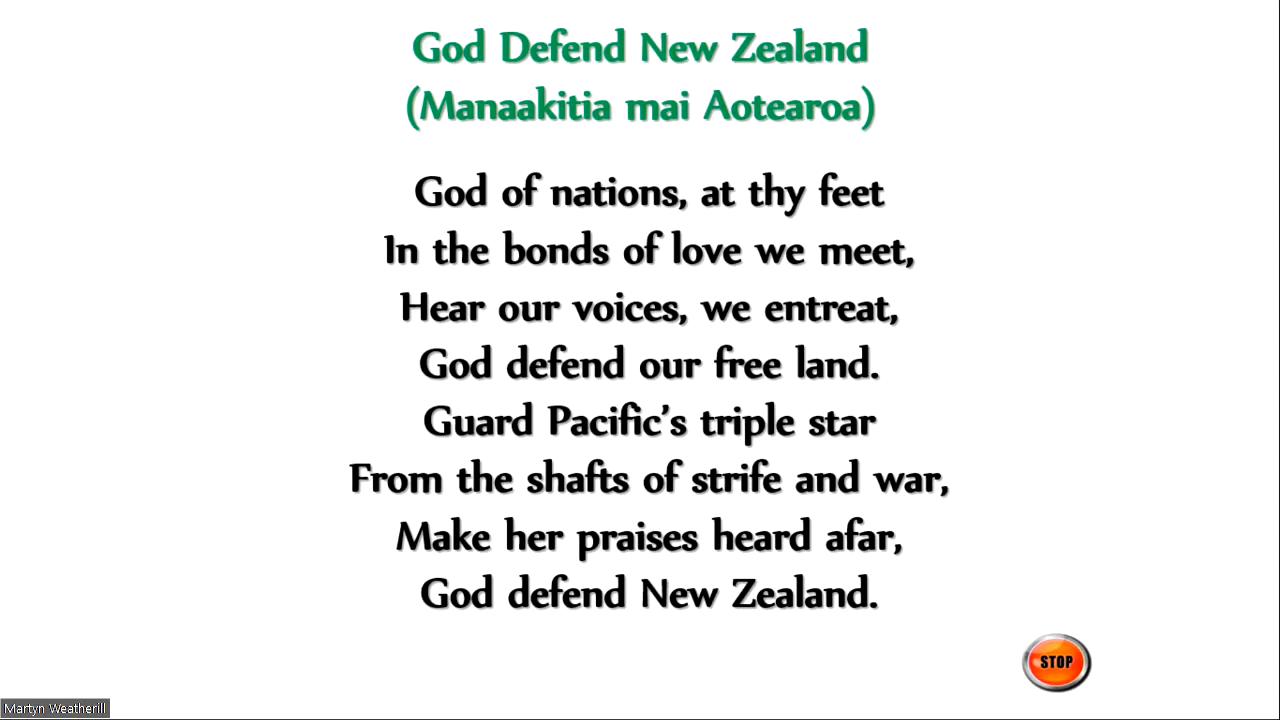 God Defend New Zealand
(Manaakitia mai Aotearoa)
God of nations, at thy feet
In the bonds of love we meet,
Hear our voices, we entreat,
God defend our free land.
Guard Pacific’s triple star
From the shafts of strife and war,
Make her praises heard afar,
God defend New Zealand.
STOP
Martyn Weatherill